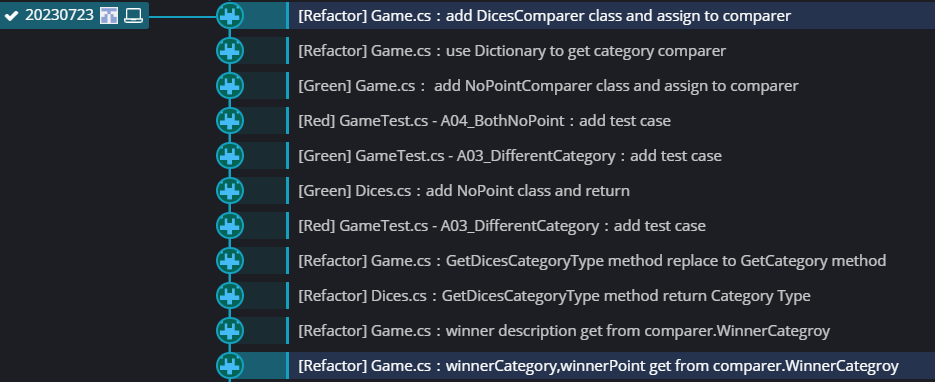 20230723
[Refactor] Game.cs : add DicesComparer class and assign to comparer
[Refactor] Game.cs : use Dictionary to get category comparer
[Green] Game.cs : add NoPointComparer class and assign to comparer
[Red] GameTest.cs - A04_BothNoPoint : add test case
[Green] GameTest.cs - A03_DifferentCategory : add test case
[Green] Dices.cs : add NoPoint class and return
[Red] GameTest.cs - A03_DifferentCategory : add test case
[Refactor] Game.cs : GetDicesCategoryType method replace to GetCategory method
[Refactor] Dices.cs : GetDicesCategoryType method return Category Type
[Refactor] Game.cs : winner description get from comparer.WinnerCategroy
[Refactor] Game.cs : winnerCategory,winnerPoint get from comparer.WinnerCategroy